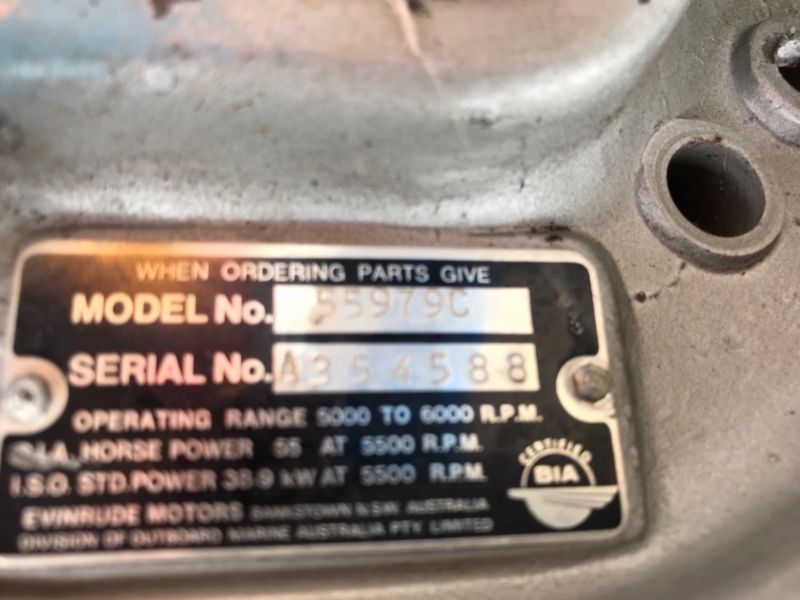 WHEN ORDERING PARTS GIVE
MODEL No. 55979C
SERIAL No. A354588
OPERATING RANGE 5000 TO 6000 R.P.M.
B.I.A. HORSE POWER 55 AT 5500 R.P.M.
I.S.O. STD. POWER 38.9 kW AT 5500 R.P.M.
CERTIFIED
BIA
EVINRUDE MOTORS BANKSTOWN N.S.W. AUSTRALIA
DIVISION OF OUTBOARD MARINE AUSTRALIA PTY. LIMITED